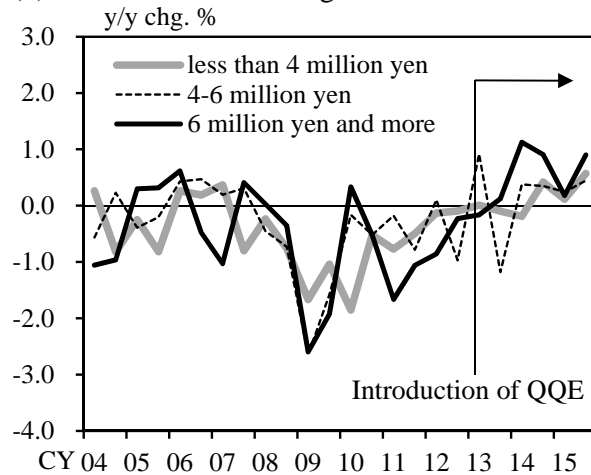 y/y chg. %
3.0
less than 4 million yen
4-6 million yen
2.0
6 million yen and more
1.0
0.0
-1.0
-2.0
-3.0
Introduction of QQE
-4.0
CY 04 05 06 07 08 09 10 11 12 13 14 15